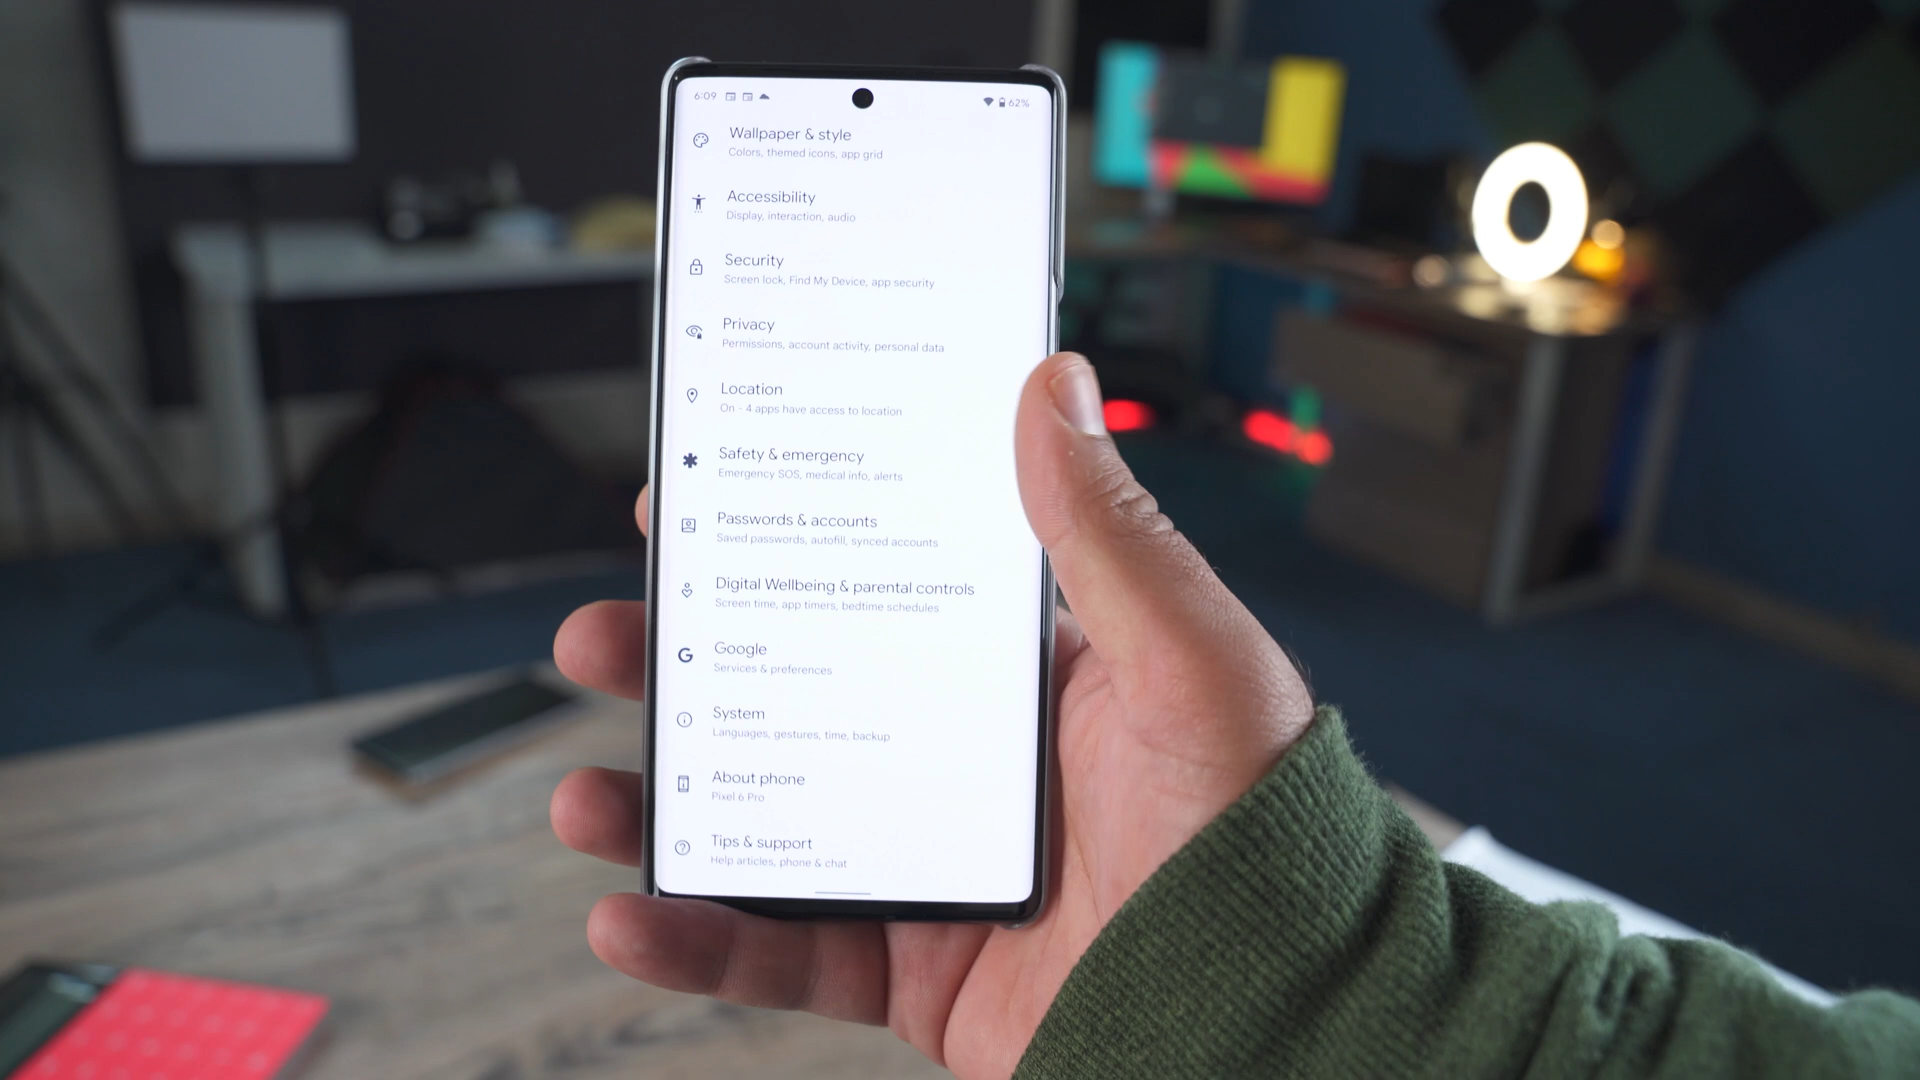 6:09 62%
Wallpaper & style
Colors, themed icons, app grid
Accessibility
Display, interaction, audio
Security
Screen lock, Find My Device, app security
Privacy
Permissions, account activity, personal data
Location
On - 4 apps have access to location
Safety & emergency
Emergency SOS, medical info, alerts
Passwords & accounts
Saved passwords, autofill, synced accounts
Digital Wellbeing & parental controls
Screen time, app timers, bedtime schedules
Google
Services & preferences
System
Languages, gestures, time, backup
About phone
Pixel 6 Pro
Tips & support
Help articles, phone & chat